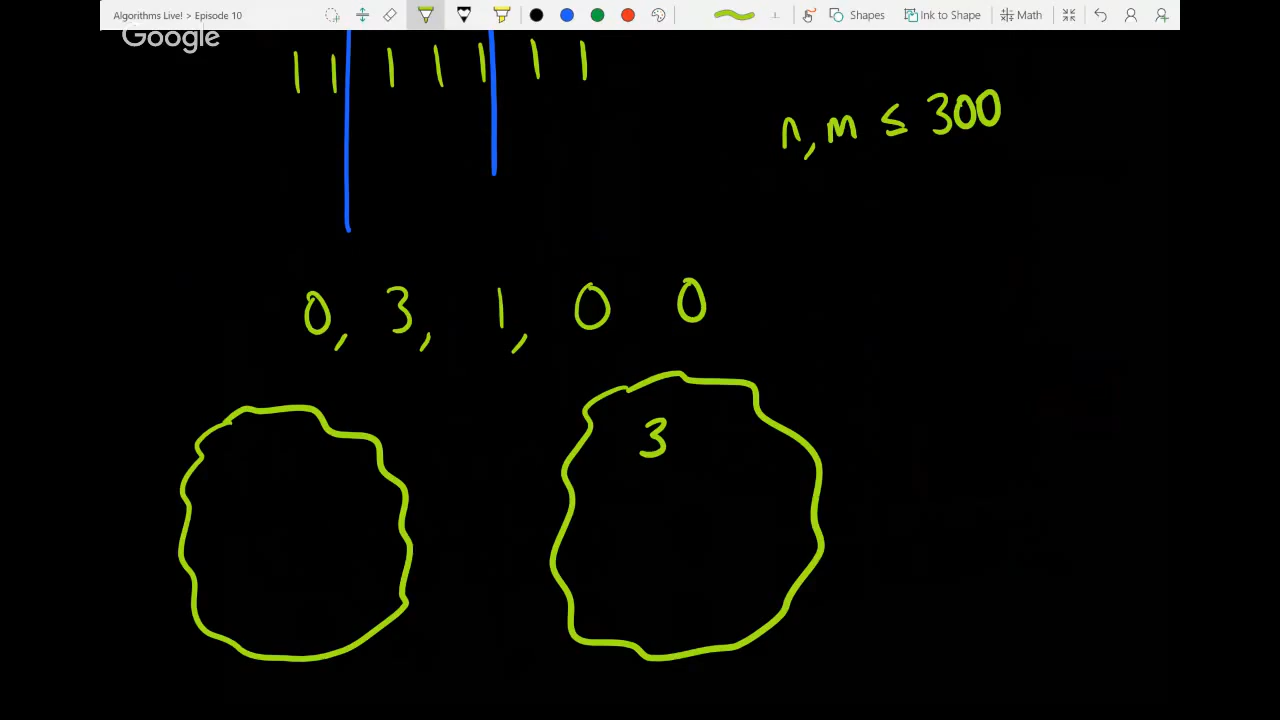 Algorithms Live! > Episode 10
Shapes
Ink to Shape
Math
Google
1 1 1 1 1 1 1
n, m ≤ 300
0, 3, 1, 0 0
3